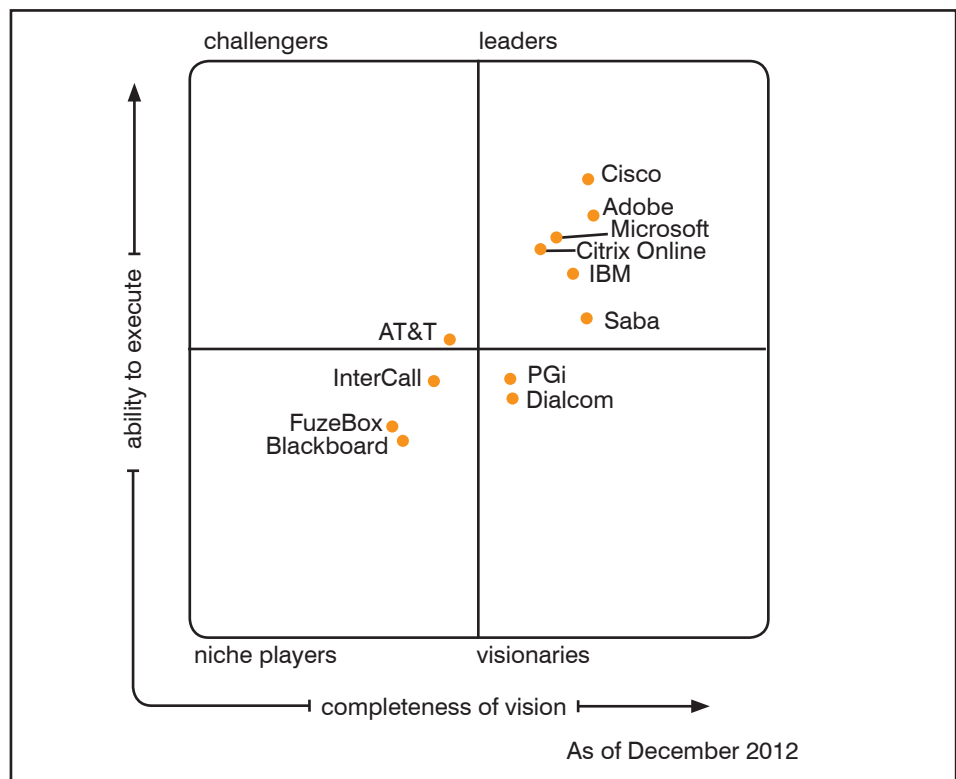 challengers
leaders
Cisco
Adobe
Microsoft
Citrix Online
IBM
Saba
AT&T
InterCall
PGi
Dialcom
FuzeBox
Blackboard
ability to execute
niche players
visionaries
completeness of vision
As of December 2012